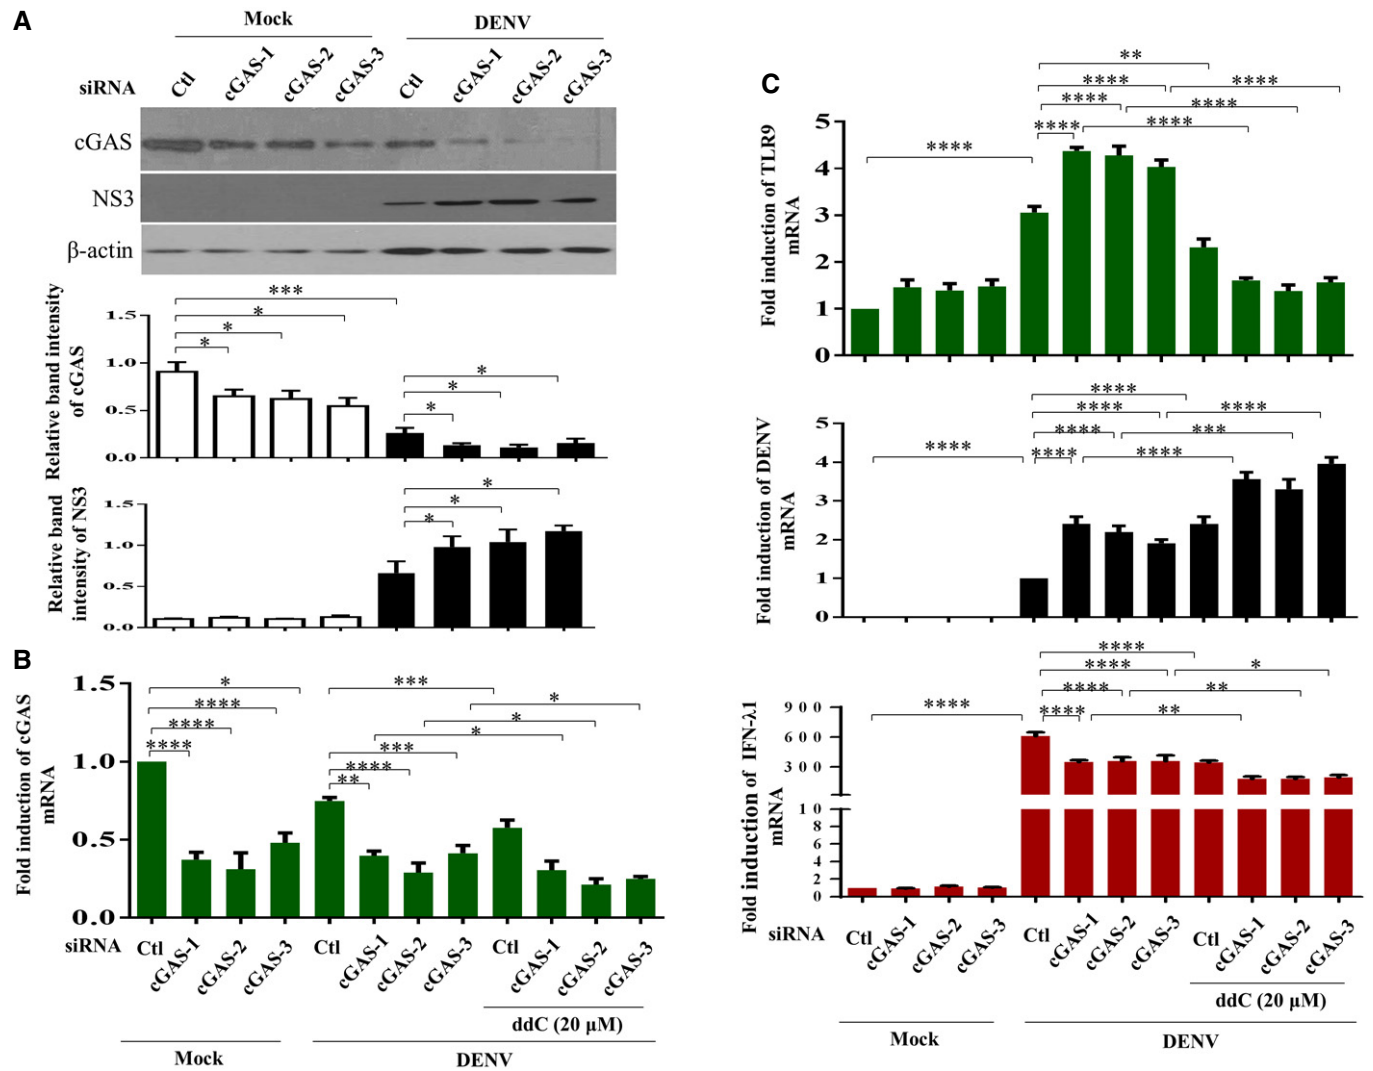 A
Mock
DENV
siRNA
Ctl cGAS-1 cGAS-2 cGAS-3 Ctl cGAS-1 cGAS-2 cGAS-3
cGAS
NS3
β-actin
Relative band intensity
of cGAS
1.5
1.0
0.5
0.0
***
*
*
*
*
*
*
Relative band
intensity of NS3
1.5
1.0
0.5
0.0
*
*
*
B
Fold induction of cGAS
mRNA
1.5
1.0
0.5
0.0
*
****
****
****
***
*
*
*
***
****
**
siRNA Ctl cGAS-1 cGAS-2 cGAS-3 Ctl cGAS-1 cGAS-2 cGAS-3 Ctl cGAS-1 cGAS-2 cGAS-3
ddC (20 µM)
Mock
DENV
C
Fold induction of TLR9
mRNA
5
4
3
2
1
0
**
**** ****
**** ****
**** ****
****
Fold induction of DENV
mRNA
5
4
3
2
1
0
****
**** ****
**** ***
**** **** ****
Fold induction of IFN-λ1
mRNA
900
600
300
10
8
6
4
2
0
****
**** *
**** **
**** **** **
siRNA Ctl cGAS-1 cGAS-2 cGAS-3 Ctl cGAS-1 cGAS-2 cGAS-3 Ctl cGAS-1 cGAS-2 cGAS-3
ddC (20 µM)
Mock
DENV